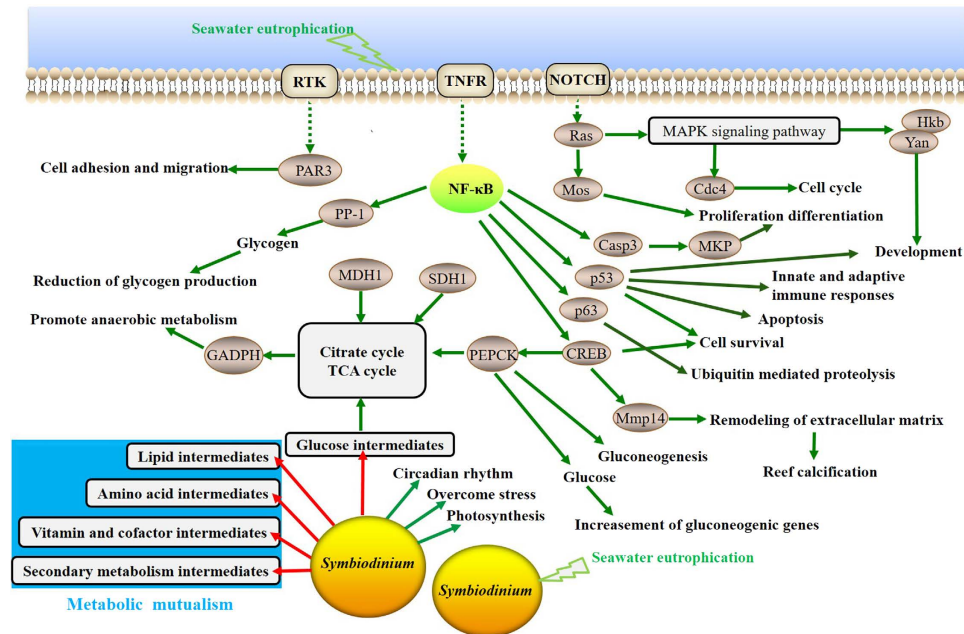 Seawater eutrophication
RTK
TNFR
NOTCH
Ras
MAPK signaling pathway
Hkb
Yan
Cell adhesion and migration
PAR3
NF-κB
Mos
Cdc4
Cell cycle
PP-1
Proliferation differentiation
Glycogen
Casp3
MKP
Development
Reduction of glycogen production
MDH1
SDH1
p53
Innate and adaptive
immune responses
p63
Apoptosis
Promote anaerobic metabolism
GADPH
Citrate cycle
TCA cycle
PEPCK
CREB
Cell survival
Ubiquitin mediated proteolysis
Mmp14
Remodeling of extracellular matrix
Glucose intermediates
Gluconeogenesis
Reef calcification
Lipid intermediates
Circadian rhythm
Glucose
Amino acid intermediates
Overcome stress
Photosynthesis
Increasement of gluconeogenic genes
Vitamin and cofactor intermediates
Symbiodinium
Seawater eutrophication
Secondary metabolism intermediates
Symbiodinium
Metabolic mutualism